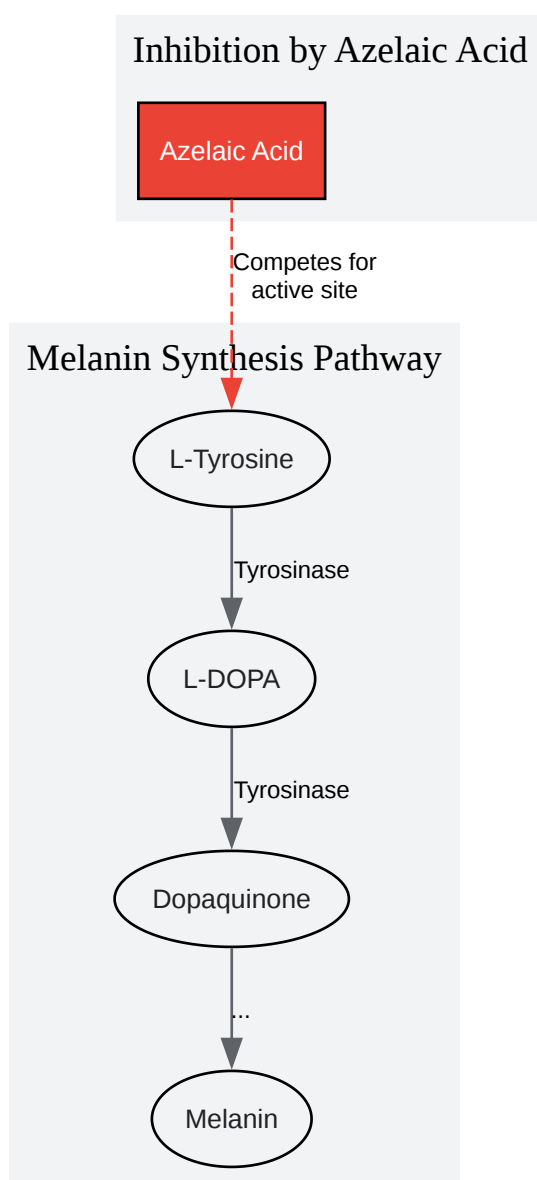 Inhibition by Azelaic Acid
Azelaic Acid
Competes for
active site
Melanin Synthesis Pathway
L-Tyrosine
Tyrosinase
L-DOPA
Tyrosinase
Dopaquinone
...
Melanin